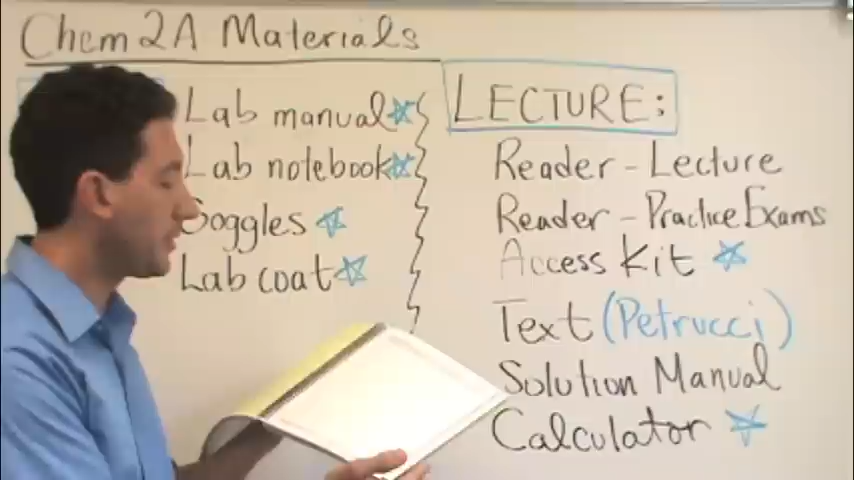 Chem 2A Materials
Lab manual
Lab notebook
Goggles
Lab coat
LECTURE:
Reader - Lecture
Reader - Practice Exams
Access Kit
Text (Petrucci)
Solution Manual
Calculator